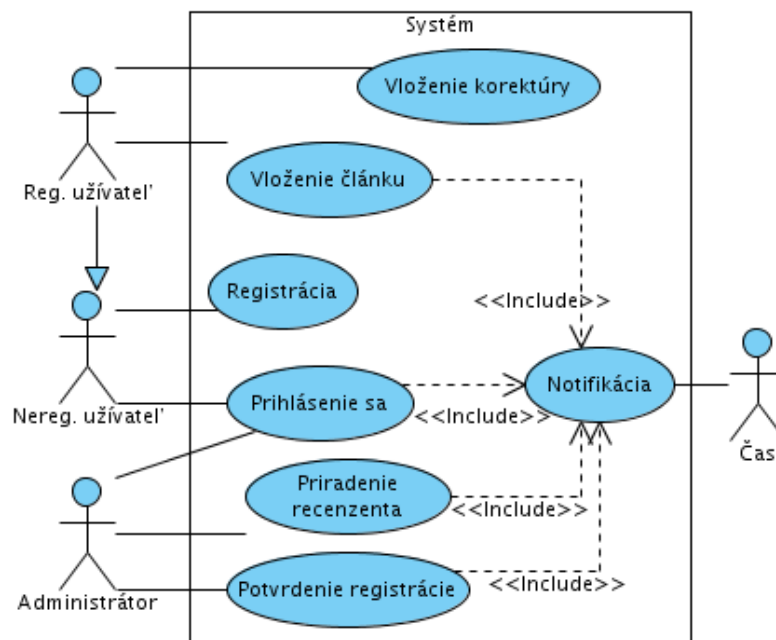 Systém
Vloženie korektúry
Reg. užívateľ
Vloženie článku
Registrácia
<<Include>>
Nereg. užívateľ
Prihlásenie sa
<<Include>>
Notifikácia
Čas
Priradenie
recenzenta
<<Include>>
Administrátor
Potvrdenie registrácie
<<Include>>